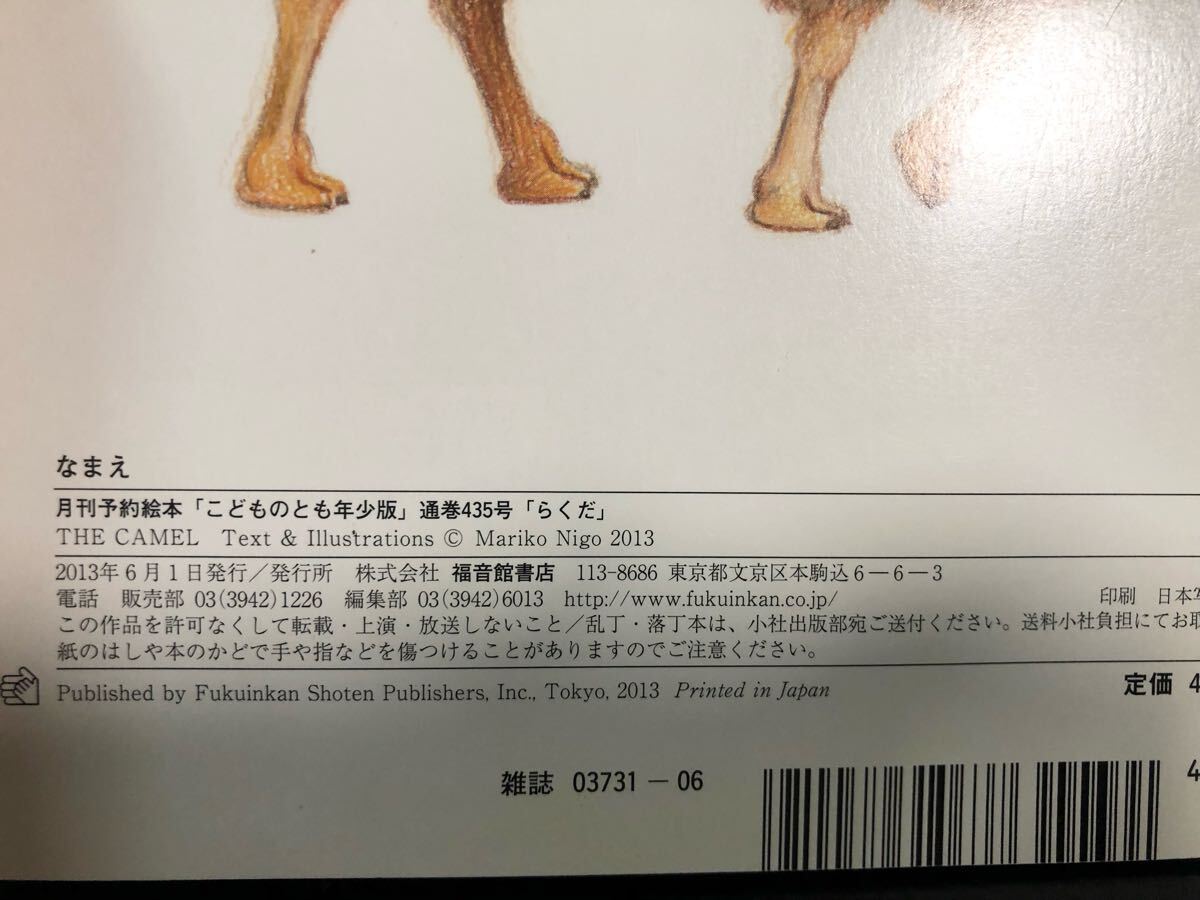 なまえ
月刊予約絵本「こどものとも年少版」通巻435号「らくだ」
THE CAMEL Text & Illustrations © Mariko Nigo 2013
2013年6月1日発行／発行所 株式会社 福音館書店 113-8686 東京都文京区本駒込6－6－3
電話 販売部 03(3942)1226 編集部 03(3942)6013 http://www.fukuinkan.co.jp/ 印刷 日本写
この作品を許可なくして転載・上演・放送しないこと／乱丁・落丁本は、小社出版部宛ご送付ください。送料小社負担にてお取
紙のはしや本のかどで手や指などを傷つけることがありますのでご注意ください。
Published by Fukuinkan Shoten Publishers, Inc., Tokyo, 2013 Printed in Japan
定価 4
雑誌 03731－06
4